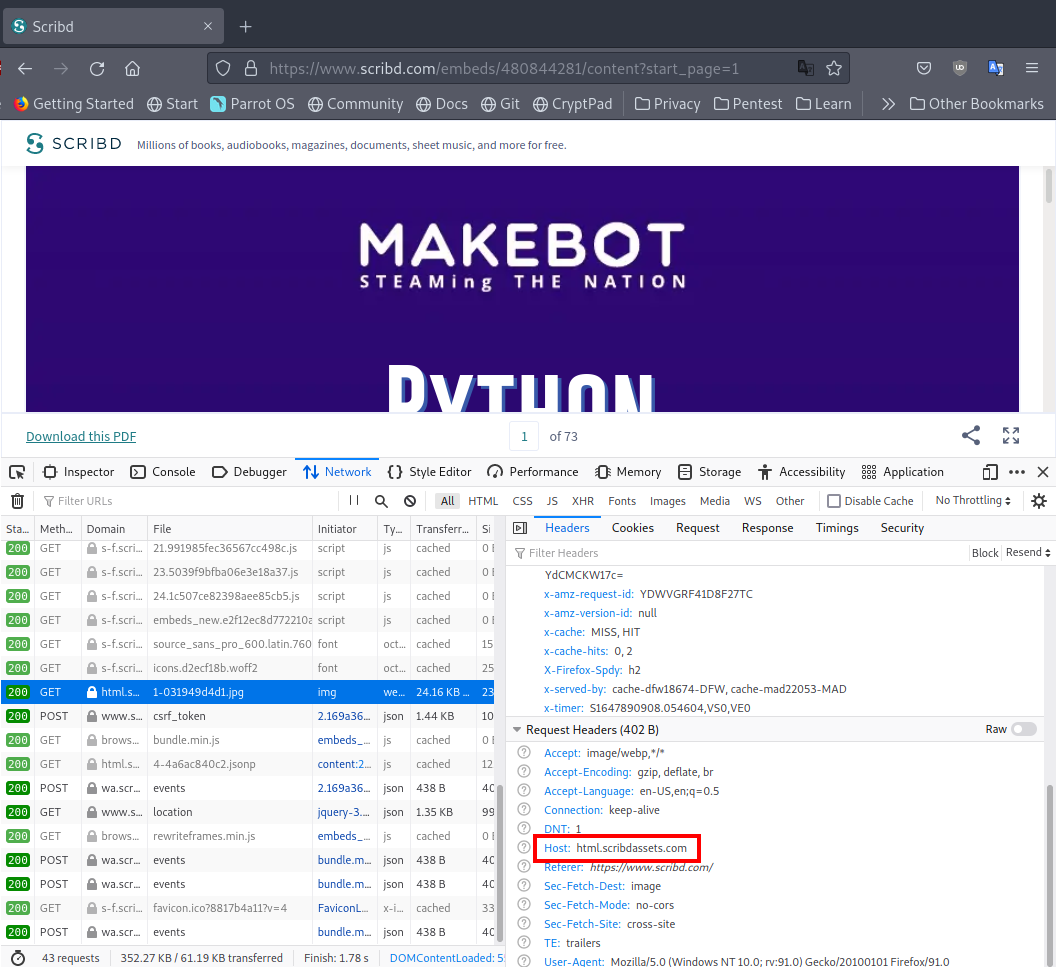 Scribd
https://www.scribd.com/embeds/480844281/content?start_page=1
Getting Started Start Parrot OS Community Docs Git CryptPad Privacy Pentest Learn Other Bookmarks
SCRIBD Millions of books, audiobooks, magazines, documents, sheet music, and more for free.
MAKEBOT
STEAMing THE NATION
PYTHON
Download this PDF 1 of 73
Inspector Console Debugger Network Style Editor Performance Memory Storage Accessibility Application
Filter URLs All HTML CSS JS XHR Fonts Images Media WS Other Disable Cache No Throttling
Sta... Meth... Domain File Initiator Ty... Transferr... Si
200 GET s-f.scri... 21.991985fec36567cc498c.js script js cached 0 B
200 GET s-f.scri... 23.5039f9bfba06e3e18a37.js script js cached 0 B
200 GET s-f.scri... 24.1c507ce82398aee85cb5.js script js cached 0 B
200 GET s-f.scri... embeds_new.e2f12ec8d772210a script js cached 0 B
200 GET s-f.scri... source_sans_pro_600.latin.760 font oct... cached 15
200 GET s-f.scri... icons.d2ecf18b.woff2 font oct... cached 25
200 GET html.s... 1-031949d4d1.jpg img we... 24.16 KB ... 23
200 POST www.s... csrf_token 2.169a36... json 1.44 KB 10
200 GET brows... bundle.min.js embeds_... js cached 0 B
200 GET html.s... 4-4a6ac840c2.jsonp content:2... js cached 12
200 POST wa.scri... events 2.169a36... json 438 B 40
200 GET www.s... location jquery-3.... json 1.35 KB 99
200 GET brows... rewriteframes.min.js embeds_... js cached 0 B
200 POST wa.scri... events bundle.m... json 438 B 40
200 POST wa.scri... events bundle.m... json 438 B 40
200 GET s-f.scri... favicon.ico?8817b4a11?v=4 FaviconL... x-i... cached 33
200 POST wa.scri... events bundle.m... json 438 B 40
43 requests 352.27 KB / 61.19 KB transferred Finish: 1.78 s DOMContentLoaded:
Headers Cookies Request Response Timings Security
Filter Headers Block Resend
YdCMCKW17c=
x-amz-request-id: YDWVGRF41D8F27TC
x-amz-version-id: null
x-cache: MISS, HIT
x-cache-hits: 0, 2
X-Firefox-Spdy: h2
x-served-by: cache-dfw18674-DFW, cache-mad22053-MAD
x-timer: S1647890908.054604,VS0,VE0
Request Headers (402 B) Raw
Accept: image/webp,*/*
Accept-Encoding: gzip, deflate, br
Accept-Language: en-US,en;q=0.5
Connection: keep-alive
DNT: 1
Host: html.scribdassets.com
Referer: https://www.scribd.com/
Sec-Fetch-Dest: image
Sec-Fetch-Mode: no-cors
Sec-Fetch-Site: cross-site
TE: trailers
User-Agent: Mozilla/5.0 (Windows NT 10.0; rv:91.0) Gecko/20100101 Firefox/91.0